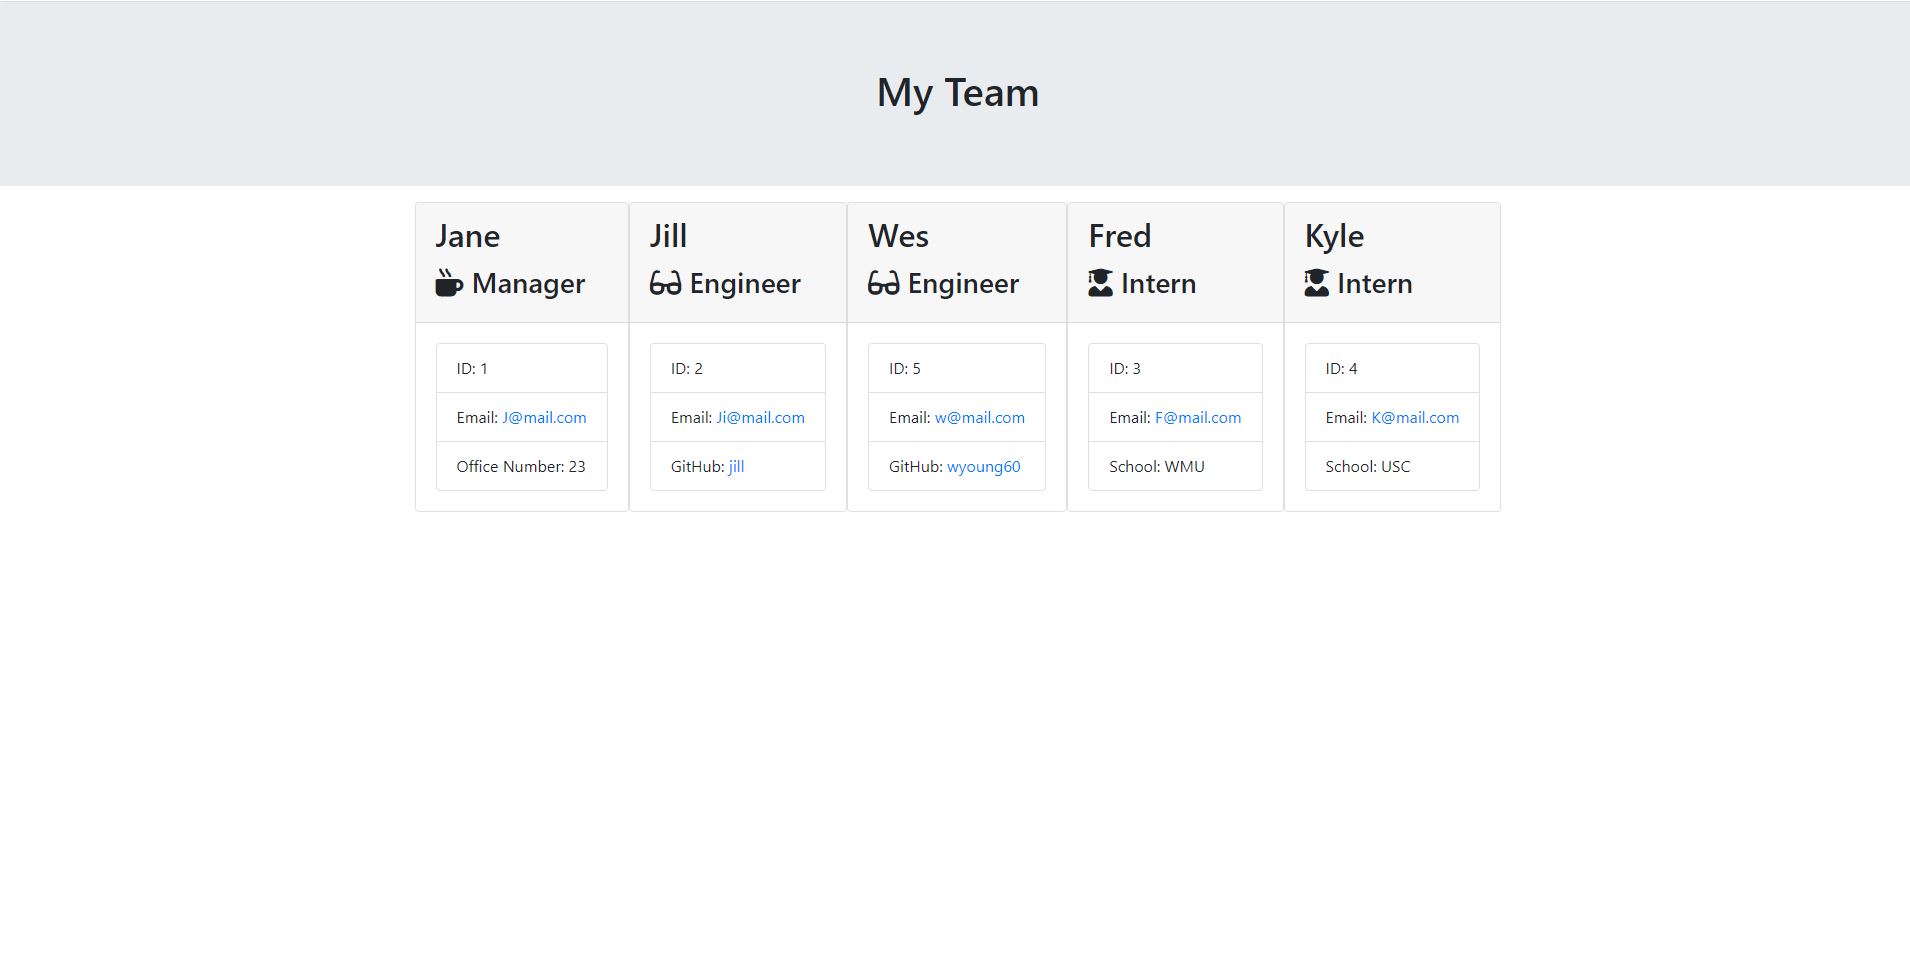 My Team
Jane
Manager
ID: 1
Email: J@mail.com
Office Number: 23
Jill
Engineer
ID: 2
Email: Ji@mail.com
GitHub: jill
Wes
Engineer
ID: 5
Email: w@mail.com
GitHub: wyoung60
Fred
Intern
ID: 3
Email: F@mail.com
School: WMU
Kyle
Intern
ID: 4
Email: K@mail.com
School: USC